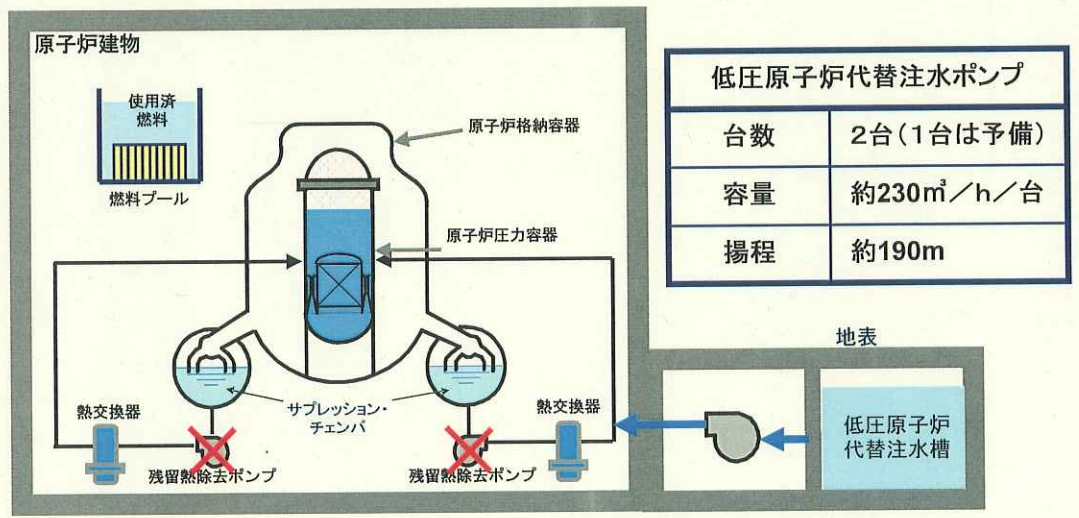 原子炉建物
使用済
燃料
燃料プール
原子炉格納容器
原子炉圧力容器
サプレッション・
チェンバ
熱交換器
残留熱除去ポンプ
残留熱除去ポンプ
熱交換器
低圧原子炉代替注水ポンプ
台数 2台(1台は予備)
容量 約230㎥/h/台
揚程 約190m
地表
低圧原子炉
代替注水槽